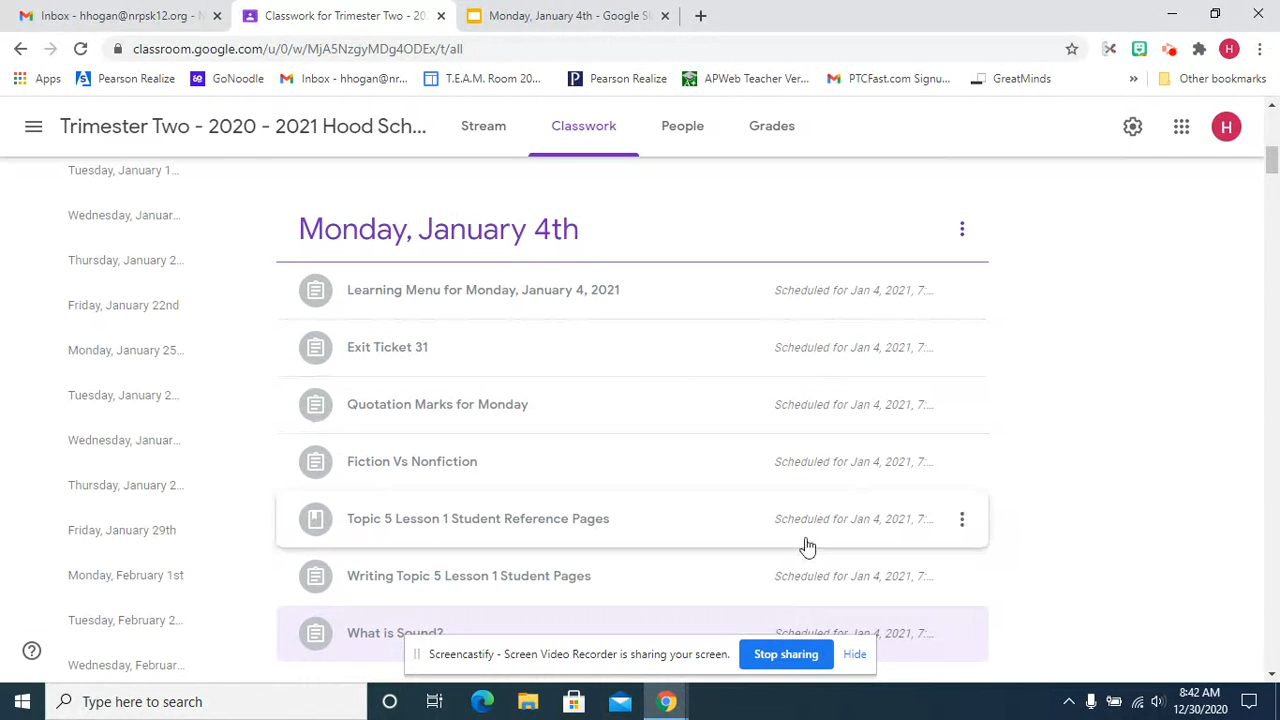 Inbox - hhogan@nrpsk12.org -
Classwork for Trimester Two - 20
Monday, January 4th - Google Sl
classroom.google.com/u/0/w/MjA5NzgyMDg4ODEx/t/all
Apps
Pearson Realize
GoNoodle
Inbox - hhogan@nr...
T.E.A.M. Room 20...
Pearson Realize
APWeb Teacher Ver...
PTCFast.com Signu...
GreatMinds
Other bookmarks
Trimester Two - 2020 - 2021 Hood Sch...
Stream
Classwork
People
Grades
H
Tuesday, January 1...
Wednesday, Januar...
Thursday, January 2...
Friday, January 22nd
Monday, January 25...
Tuesday, January 2...
Wednesday, Januar...
Thursday, January 2...
Friday, January 29th
Monday, February 1st
Tuesday, February 2...
Wednesday, Februar...
Monday, January 4th
Learning Menu for Monday, January 4, 2021
Scheduled for Jan 4, 2021, 7:...
Exit Ticket 31
Scheduled for Jan 4, 2021, 7:...
Quotation Marks for Monday
Scheduled for Jan 4, 2021, 7:...
Fiction Vs Nonfiction
Scheduled for Jan 4, 2021, 7:...
Topic 5 Lesson 1 Student Reference Pages
Scheduled for Jan 4, 2021, 7:...
Writing Topic 5 Lesson 1 Student Pages
Scheduled for Jan 4, 2021, 7:...
What is Sound?
Scheduled for Jan 4, 2021, 7:...
Screencastify - Screen Video Recorder is sharing your screen.
Stop sharing
Hide
Type here to search
8:42 AM
12/30/2020